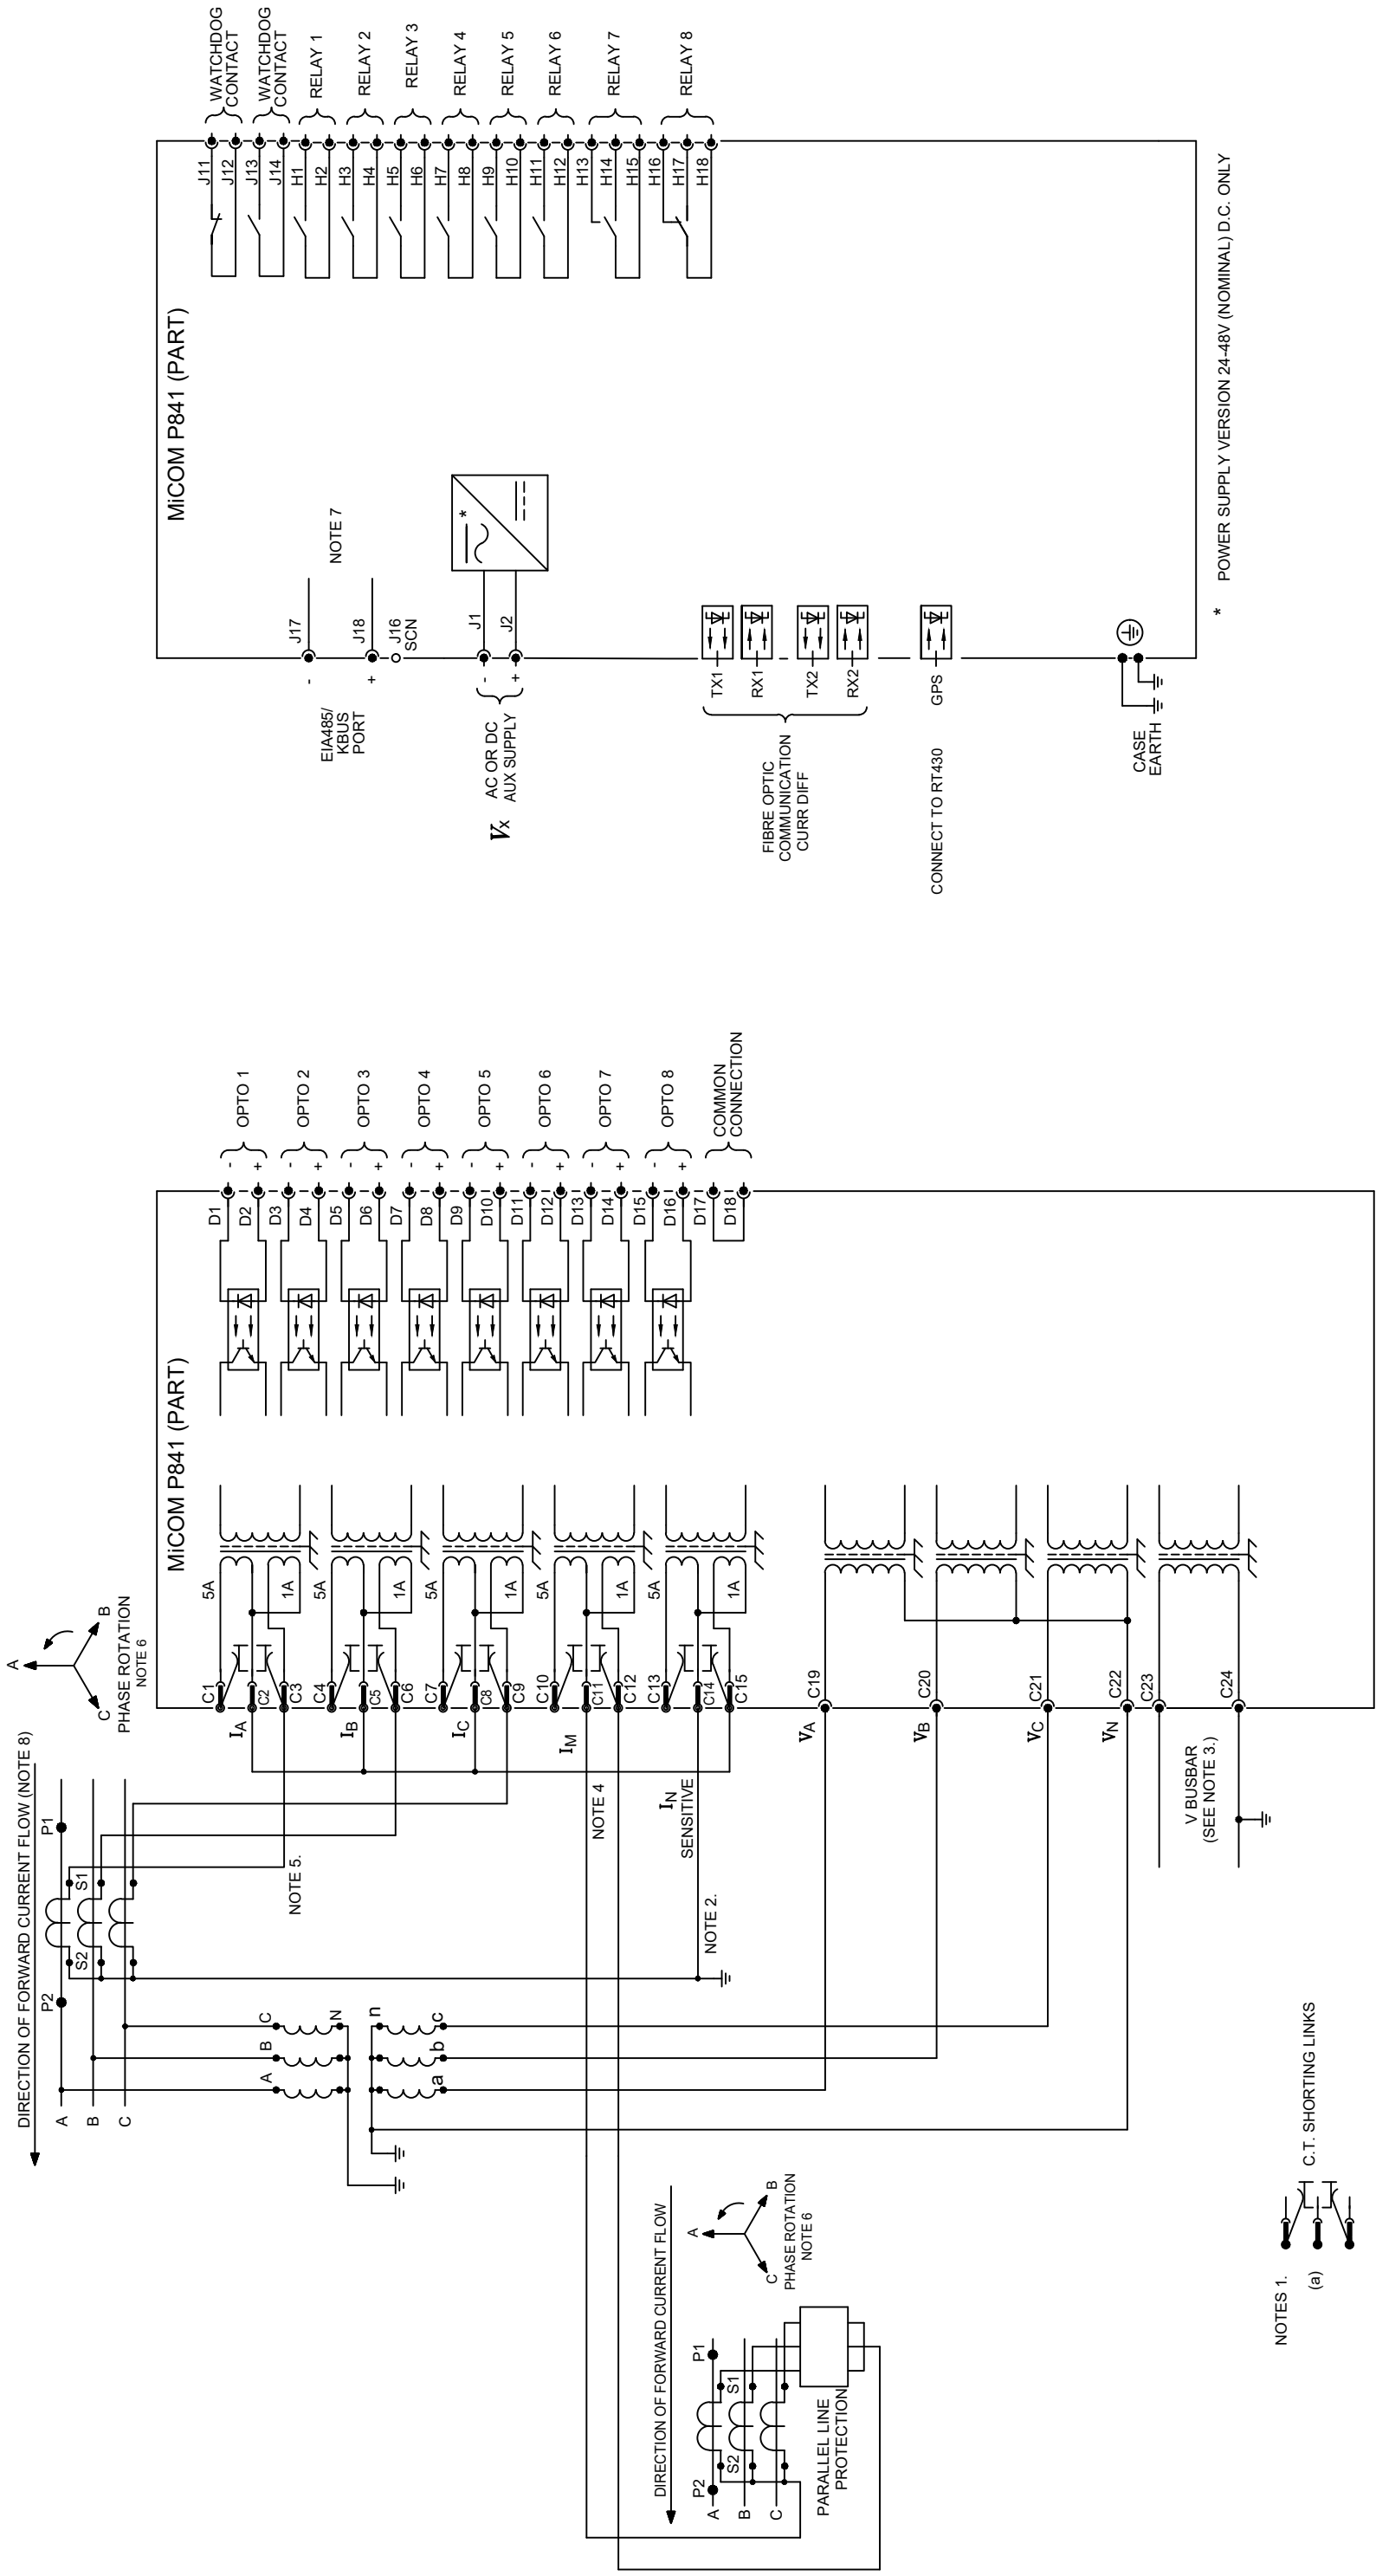 DIRECTION OF FORWARD CURRENT FLOW (NOTE 8)
A
B
C
PHASE ROTATION
NOTE 6
P2
P1
S2
S1
A
B
C
A
B
C
N
n
a
b
c
NOTE 5.
NOTE 2.
NOTE 4
DIRECTION OF FORWARD CURRENT FLOW
A
B
C
PHASE ROTATION
NOTE 6
P2
P1
S2
S1
A
B
C
PARALLEL LINE
PROTECTION
NOTES 1.
(a)
C.T. SHORTING LINKS
MiCOM P841 (PART)
IA
IB
IC
IM
IN
SENSITIVE
VA
VB
VC
VN
V BUSBAR
(SEE NOTE 3.)
C1
C2
C3
C4
C5
C6
C7
C8
C9
C10
C11
C12
C13
C14
C15
C19
C20
C21
C22
C23
C24
5A
1A
5A
1A
5A
1A
5A
1A
5A
1A
D1
D2
D3
D4
D5
D6
D7
D8
D9
D10
D11
D12
D13
D14
D15
D16
D17
D18
- + OPTO 1
- + OPTO 2
- + OPTO 3
- + OPTO 4
- + OPTO 5
- + OPTO 6
- + OPTO 7
- + OPTO 8
COMMON
CONNECTION
MiCOM P841 (PART)
EIA485/
KBUS
PORT
-
+
J17
J18
J16
SCN
NOTE 7
Vx
AC OR DC
AUX SUPPLY
-
+
J1
J2
*
FIBRE OPTIC
COMMUNICATION
CURR DIFF
TX1
RX1
TX2
RX2
CONNECT TO RT430
GPS
CASE
EARTH
J11
J12
J13
J14
H1
H2
H3
H4
H5
H6
H7
H8
H9
H10
H11
H12
H13
H14
H15
H16
H17
H18
WATCHDOG
CONTACT
WATCHDOG
CONTACT
RELAY 1
RELAY 2
RELAY 3
RELAY 4
RELAY 5
RELAY 6
RELAY 7
RELAY 8
* POWER SUPPLY VERSION 24-48V (NOMINAL) D.C. ONLY